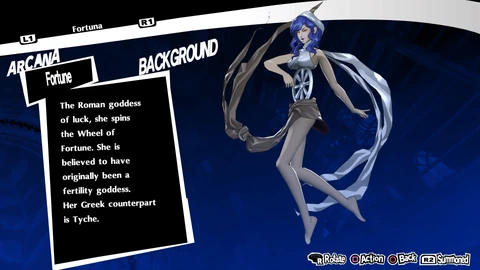 L1
Fortuna
R1
ARCANA
Fortune
BACKGROUND
The Roman goddess
of luck, she spins
the Wheel of
Fortune. She is
believed to have
originally been a
fertility goddess.
Her Greek counterpart
is Tyche.
R Rotate Action Back R2 Summoned